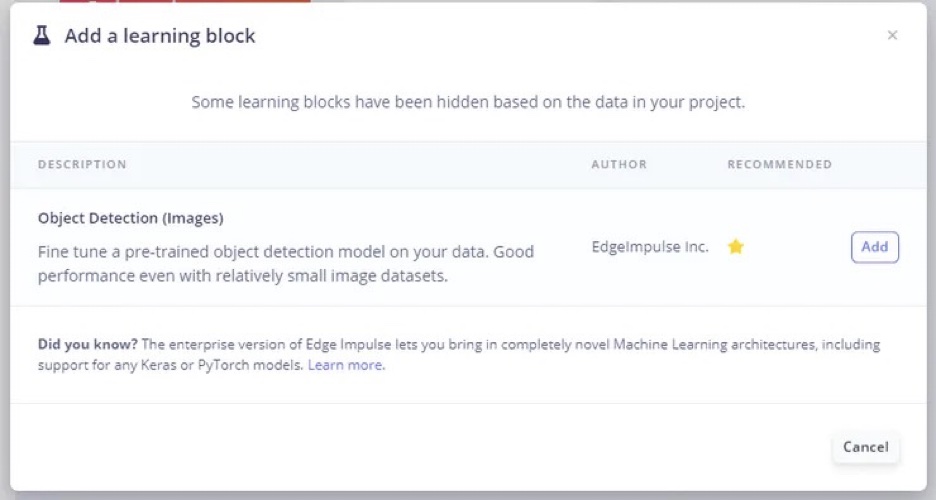 Add a learning block
×
Some learning blocks have been hidden based on the data in your project.
DESCRIPTION AUTHOR RECOMMENDED
Object Detection (Images)
Fine tune a pre-trained object detection model on your data. Good
performance even with relatively small image datasets.
EdgeImpulse Inc.
Add
Did you know? The enterprise version of Edge Impulse lets you bring in completely novel Machine Learning architectures, including
support for any Keras or PyTorch models. Learn more.
Cancel